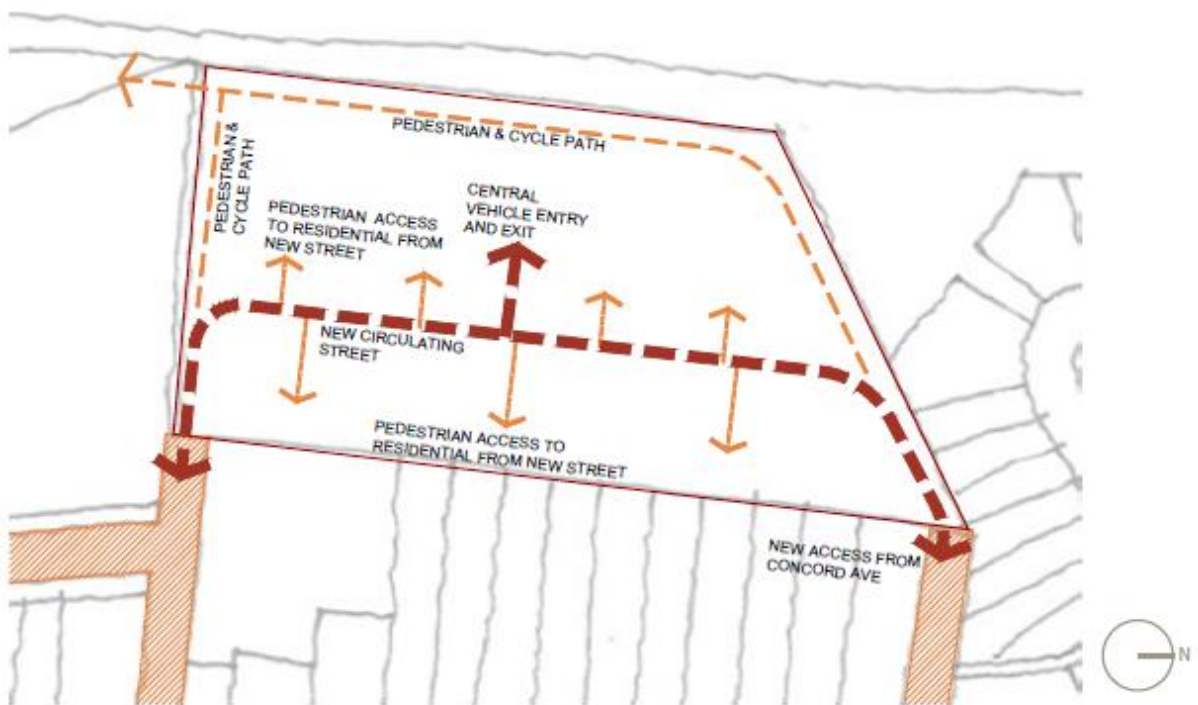 PEDESTRIAN & CYCLE PATH
PEDESTRIAN &
CYCLE PATH
CENTRAL
VEHICLE ENTRY
AND EXIT
PEDESTRIAN ACCESS
TO RESIDENTIAL FROM
NEW STREET
NEW CIRCULATING
STREET
PEDESTRIAN ACCESS TO
RESIDENTIAL FROM NEW STREET
NEW ACCESS FROM
CONCORD AVE
N